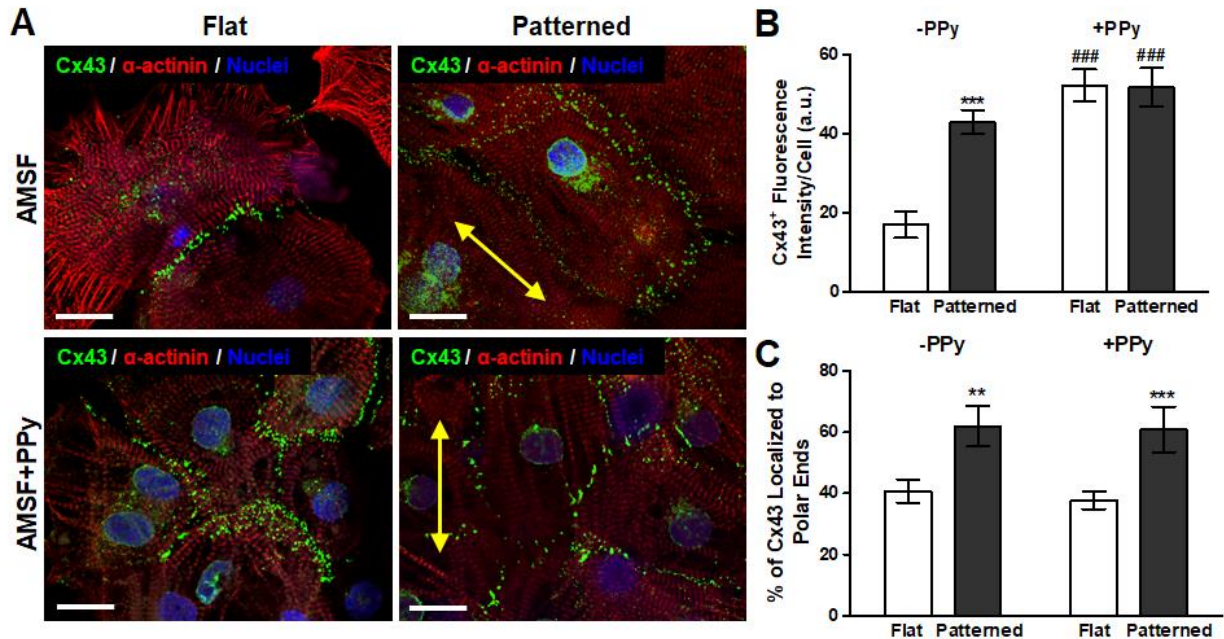 A
Flat
Patterned
AMSF
Cx43 / α-actinin / Nuclei
Cx43 / α-actinin / Nuclei
AMSF+PPy
Cx43 / α-actinin / Nuclei
Cx43 / α-actinin / Nuclei
B
-PPy
+PPy
Cx43⁺ Fluorescence
Intensity/Cell (a.u.)
60
40
20
0
***
###
###
Flat
Patterned
Flat
Patterned
C
-PPy
+PPy
% of Cx43 Localized to
Polar Ends
80
60
40
20
0
**
***
Flat
Patterned
Flat
Patterned